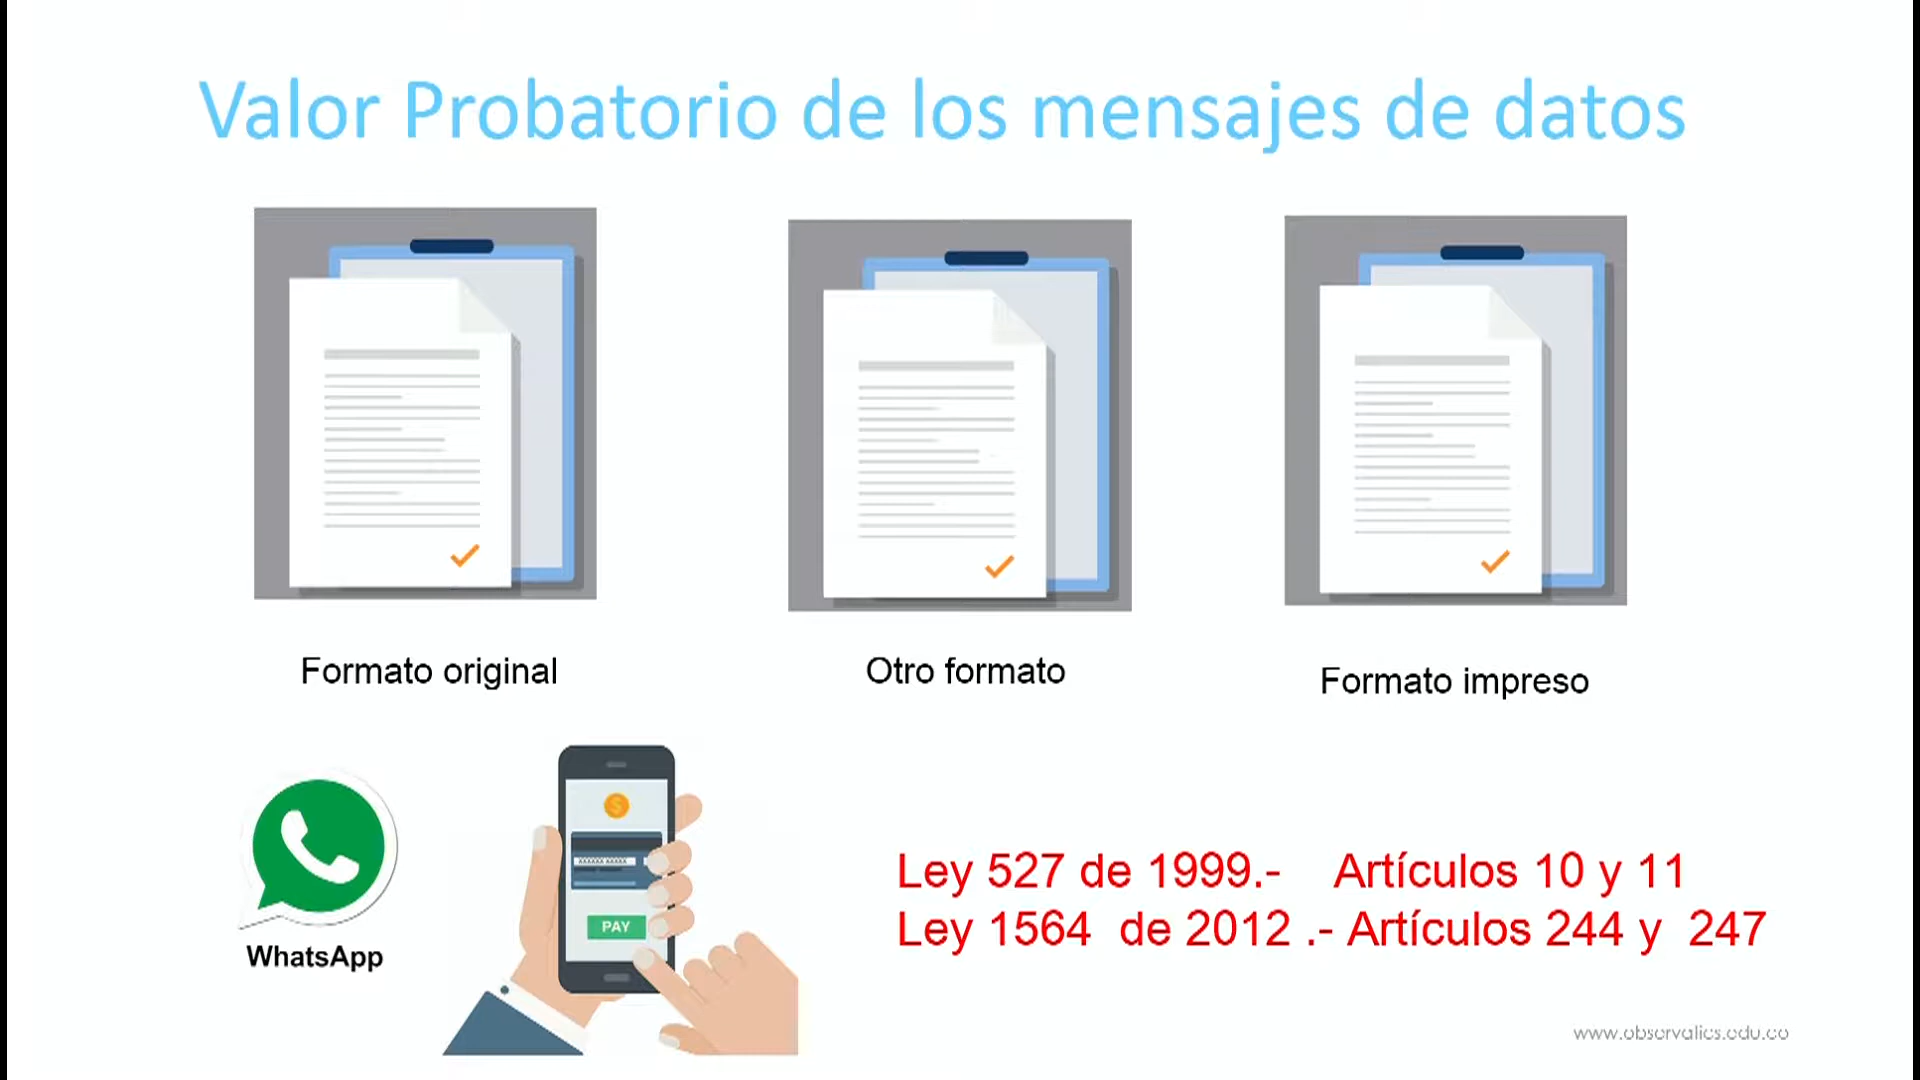 Valor Probatorio de los mensajes de datos
Formato original
Otro formato
Formato impreso
WhatsApp
PAY
Ley 527 de 1999.- Artículos 10 y 11
Ley 1564 de 2012 .- Artículos 244 y 247
www.observatics.edu.co